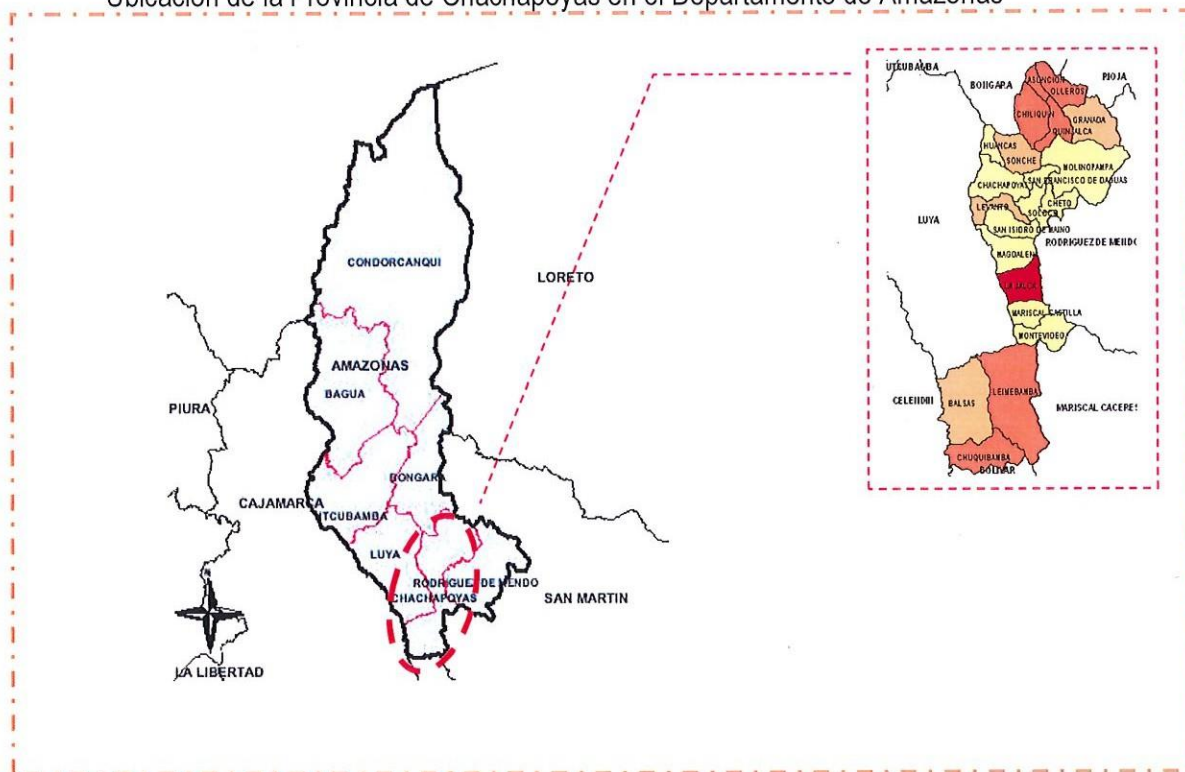 Ubicación de la Provincia de Chachapoyas en el Departamento de Amazonas
CONDORCANQUI
LORETO
AMAZONAS
BAGUA
PIURA
BONGARA
CAJAMARCA
ITCUBAMBA
LUYA
RODRIGUEZ DE MENDO
CHACHAPOYAS
SAN MARTIN
LA LIBERTAD
UTCUBAMBA
BONGARA
ASUNCION
RIOJA
OLLEROS
CHILIQUIN
GRANADA
QUINJALCA
HUANCAS
SONCHE
MOLINOPAMPA
CHACHAPOYAS
SAN FRANCISCO DE DAGUAS
LEVANTO
CHETO
SOLOCO
LUYA
SAN ISIDRO DE MAINO
RODRIGUEZ DE MENDO
MAGDALEN
LA JALCA
MARISCAL CASTILLA
MONTEVIDEO
LEIMEBAMBA
CELENDIN
BALSAS
MARISCAL CACERES
CHUQUIBAMBA
BOLIVAR